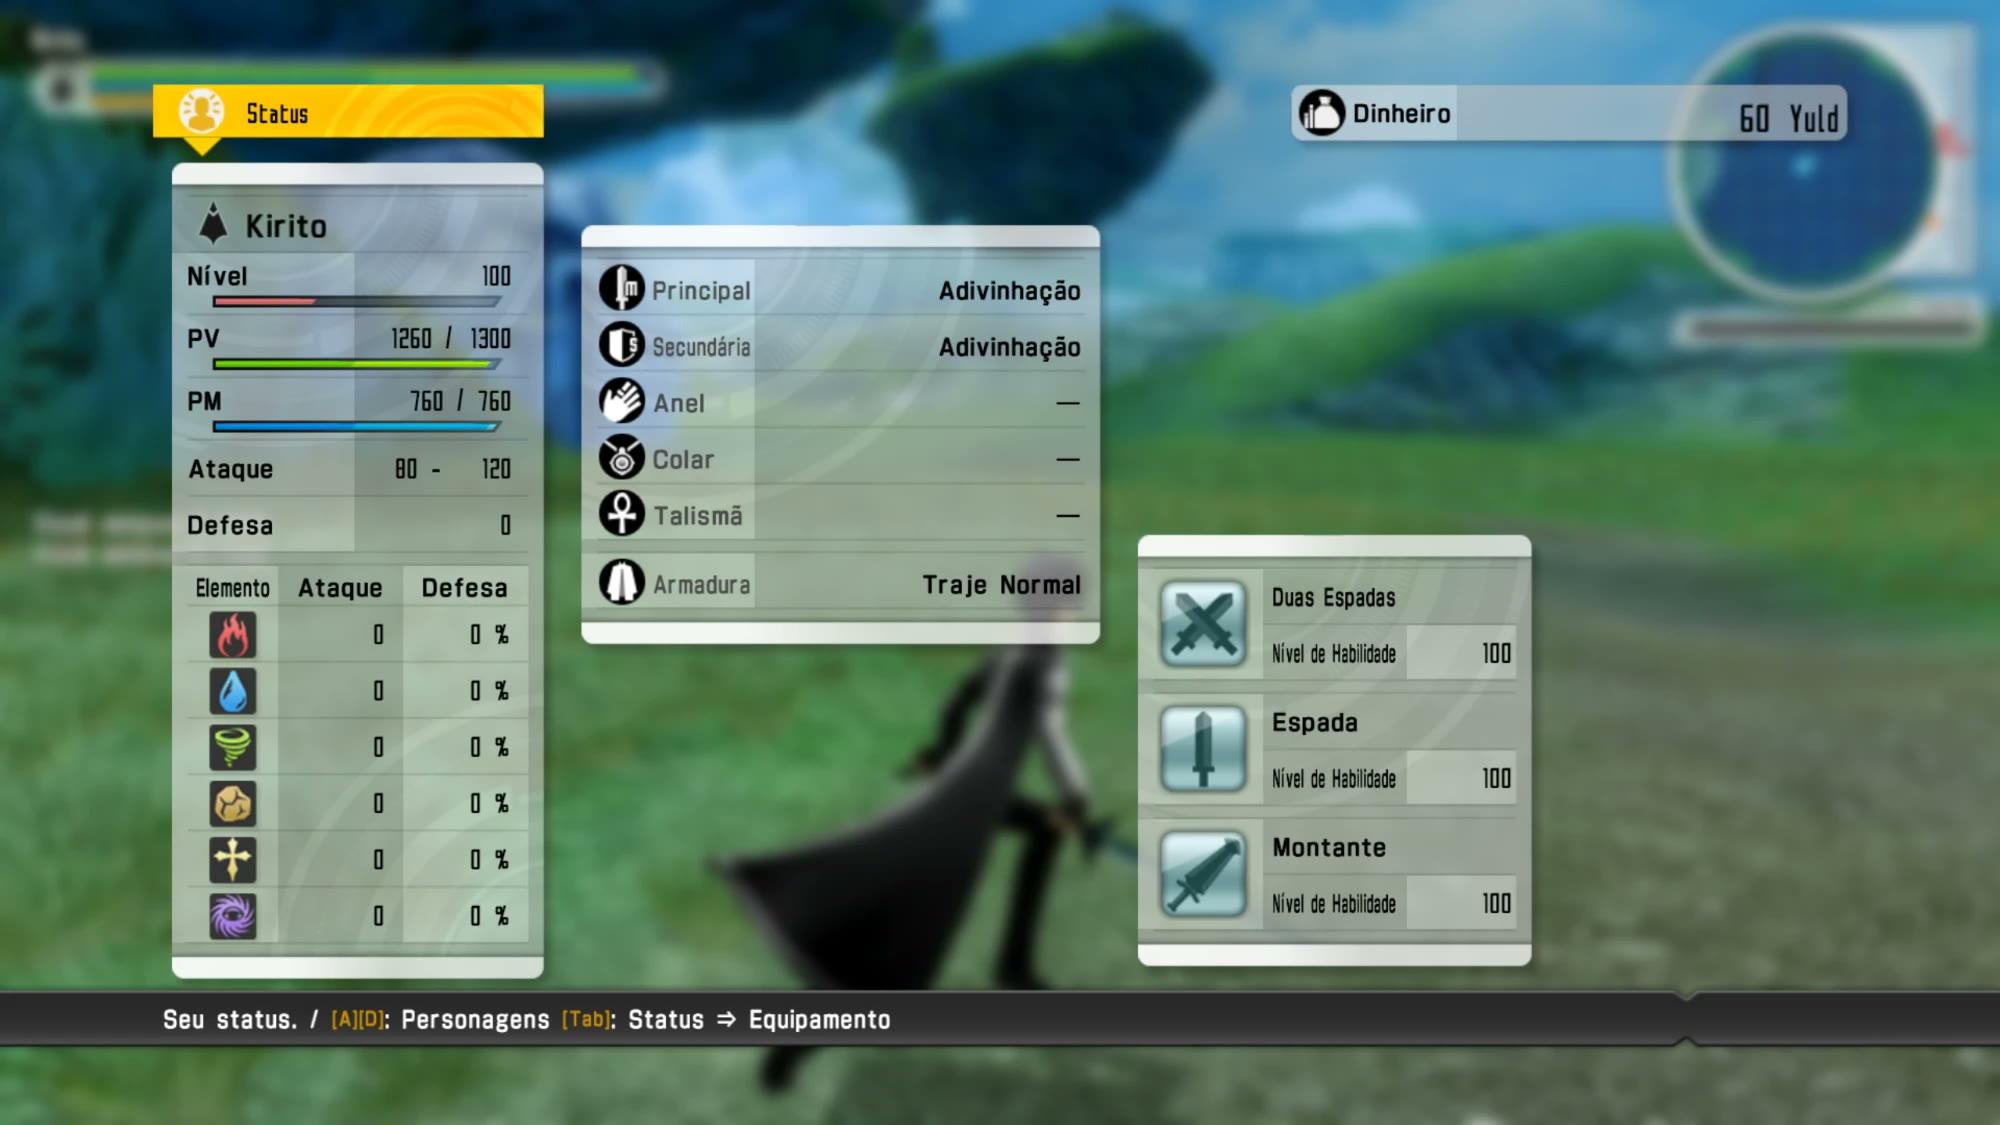 Status
Dinheiro 60 Yuld
Kirito
Nível 100
PV 1260 / 1300
PM 760 / 760
Ataque 80 - 120
Defesa 0
Elemento Ataque Defesa
0 0 %
0 0 %
0 0 %
0 0 %
0 0 %
0 0 %
Principal Adivinhação
Secundária Adivinhação
Anel —
Colar —
Talismã —
Armadura Traje Normal
Duas Espadas
Nível de Habilidade 100
Espada
Nível de Habilidade 100
Montante
Nível de Habilidade 100
Seu status. / [A][D]: Personagens [Tab]: Status ⇒ Equipamento